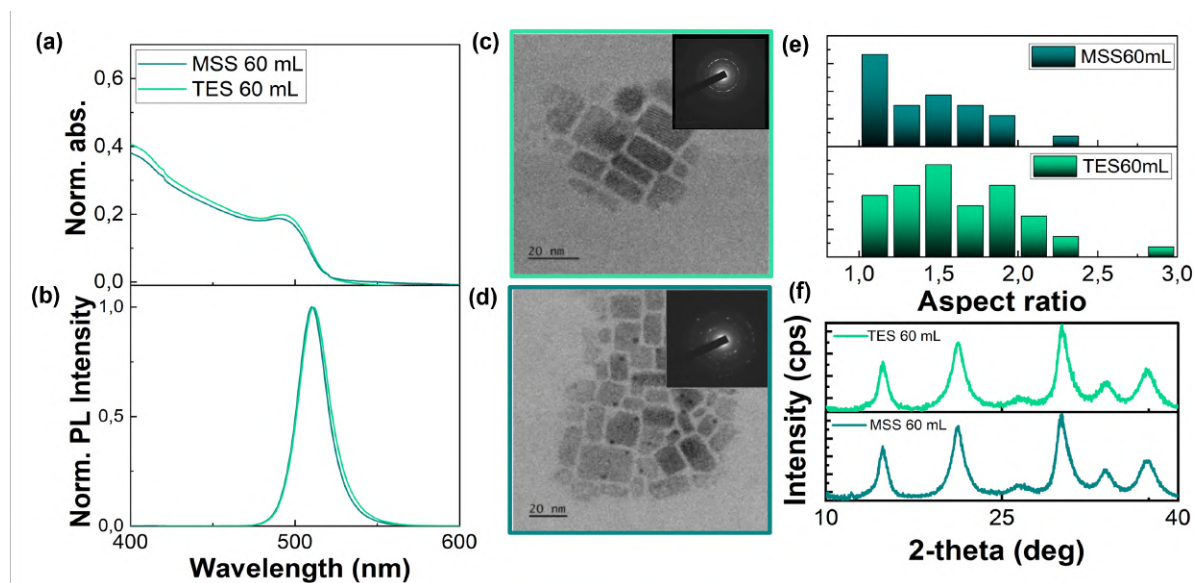 (a)
MSS 60 mL
TES 60 mL
0,6
0,4
0,2
0,0
Norm. abs.
(b)
1,0
0,5
0,0
Norm. PL Intensity
400
500
600
Wavelength (nm)
(c)
20 nm
(d)
20 nm
(e)
MSS60mL
TES60mL
1,0
1,5
2,0
2,5
3,0
Aspect ratio
(f)
TES 60 mL
MSS 60 mL
Intensity (cps)
10
25
40
2-theta (deg)